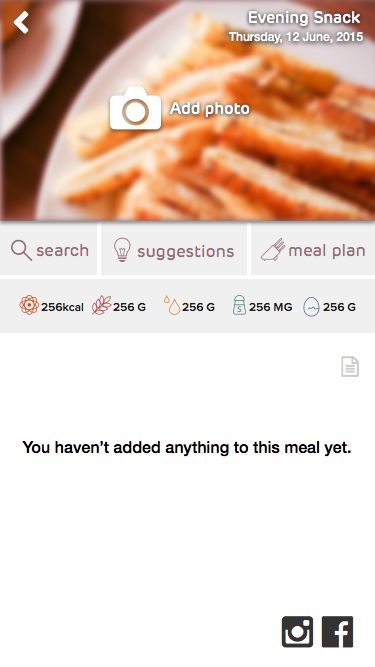 Evening Snack
Thursday, 12 June, 2015
Add photo
search
suggestions
meal plan
256kcal
256 G
256 G
S
256 MG
256 G
You haven't added anything to this meal yet.